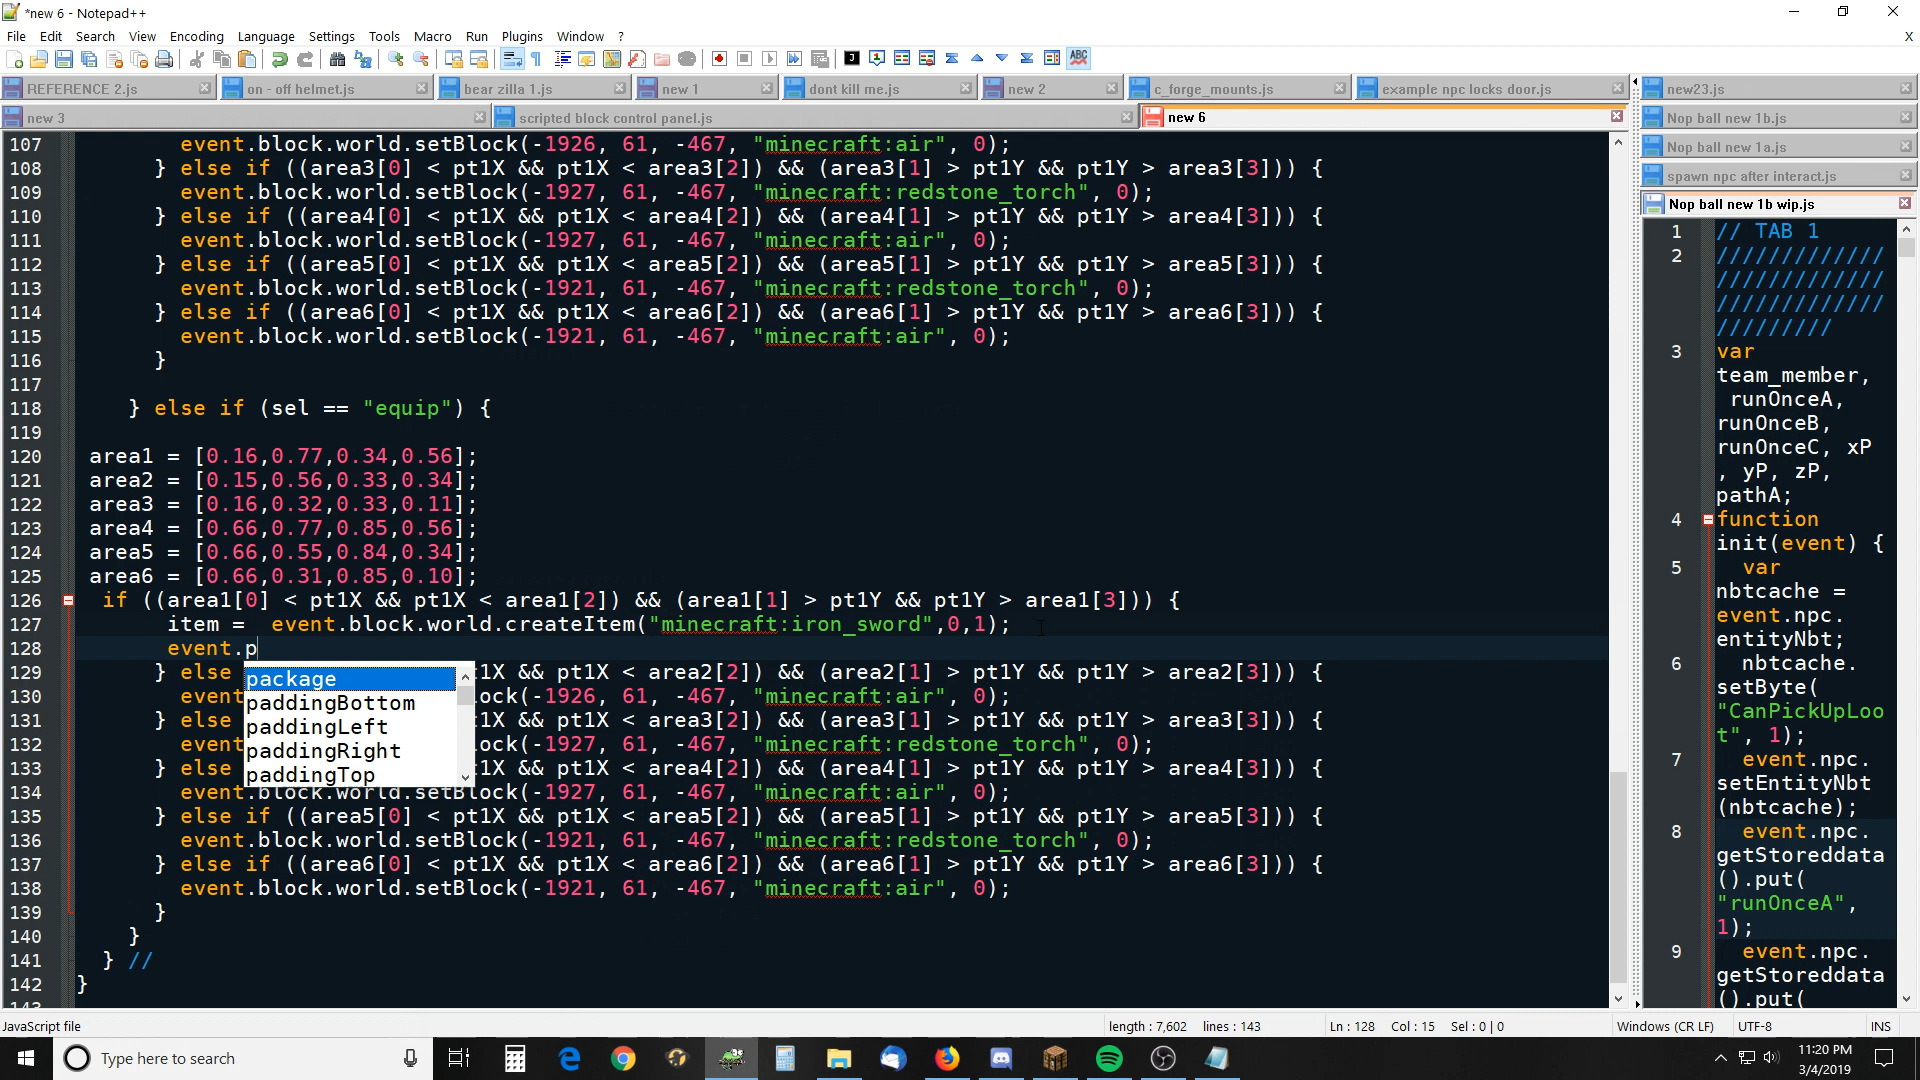 *new 6 - Notepad++
File Edit Search View Encoding Language Settings Tools Macro Run Plugins Window ?
X
REFERENCE 2.js
on - off helmet.js
bear zilla 1.js
new 1
dont kill me.js
new 2
c_forge_mounts.js
example npc locks door.js
new 3
scripted block control panel.js
new 6
107 event.block.world.setBlock(-1926, 61, -467, "minecraft:air", 0);
108 } else if ((area3[0] < pt1X && pt1X < area3[2]) && (area3[1] > pt1Y && pt1Y > area3[3])) {
109 event.block.world.setBlock(-1927, 61, -467, "minecraft:redstone_torch", 0);
110 } else if ((area4[0] < pt1X && pt1X < area4[2]) && (area4[1] > pt1Y && pt1Y > area4[3])) {
111 event.block.world.setBlock(-1927, 61, -467, "minecraft:air", 0);
112 } else if ((area5[0] < pt1X && pt1X < area5[2]) && (area5[1] > pt1Y && pt1Y > area5[3])) {
113 event.block.world.setBlock(-1921, 61, -467, "minecraft:redstone_torch", 0);
114 } else if ((area6[0] < pt1X && pt1X < area6[2]) && (area6[1] > pt1Y && pt1Y > area6[3])) {
115 event.block.world.setBlock(-1921, 61, -467, "minecraft:air", 0);
116 }
117
118 } else if (sel == "equip") {
119
120 area1 = [0.16,0.77,0.34,0.56];
121 area2 = [0.15,0.56,0.33,0.34];
122 area3 = [0.16,0.32,0.33,0.11];
123 area4 = [0.66,0.77,0.85,0.56];
124 area5 = [0.66,0.55,0.84,0.34];
125 area6 = [0.66,0.31,0.85,0.10];
126 if ((area1[0] < pt1X && pt1X < area1[2]) && (area1[1] > pt1Y && pt1Y > area1[3])) {
127 item =  event.block.world.createItem("minecraft:iron_sword",0,1);
128 event.p
129 } else 1X && pt1X < area2[2]) && (area2[1] > pt1Y && pt1Y > area2[3])) {
130 event ock(-1926, 61, -467, "minecraft:air", 0);
131 } else 1X && pt1X < area3[2]) && (area3[1] > pt1Y && pt1Y > area3[3])) {
132 event ock(-1927, 61, -467, "minecraft:redstone_torch", 0);
133 } else 1X && pt1X < area4[2]) && (area4[1] > pt1Y && pt1Y > area4[3])) {
134 event.block.world.setBlock(-1927, 61, -467, "minecraft:air", 0);
135 } else if ((area5[0] < pt1X && pt1X < area5[2]) && (area5[1] > pt1Y && pt1Y > area5[3])) {
136 event.block.world.setBlock(-1921, 61, -467, "minecraft:redstone_torch", 0);
137 } else if ((area6[0] < pt1X && pt1X < area6[2]) && (area6[1] > pt1Y && pt1Y > area6[3])) {
138 event.block.world.setBlock(-1921, 61, -467, "minecraft:air", 0);
139 }
140 }
141 } //
142 }
143
package
paddingBottom
paddingLeft
paddingRight
paddingTop
new23.js
Nop ball new 1b.js
Nop ball new 1a.js
spawn npc after interact.js
Nop ball new 1b wip.js
1 // TAB 1
2 /////////////
/////////////
/////////////
/////////
3 var
team_member,
runOnceA,
runOnceB,
runOnceC, xP
, yP, zP,
pathA;
4 function
init(event) {
5 var
nbtcache =
event.npc.
entityNbt;
6 nbtcache.
setByte(
"CanPickUpLoo
t", 1);
7 event.npc.
setEntityNbt
(nbtcache);
8 event.npc.
getStoreddata
().put(
"runOnceA",
1);
9 event.npc.
getStoreddata
().put(
JavaScript file
length : 7,602 lines : 143
Ln : 128 Col : 15 Sel : 0 | 0
Windows (CR LF)
UTF-8
INS
Type here to search
11:20 PM
3/4/2019